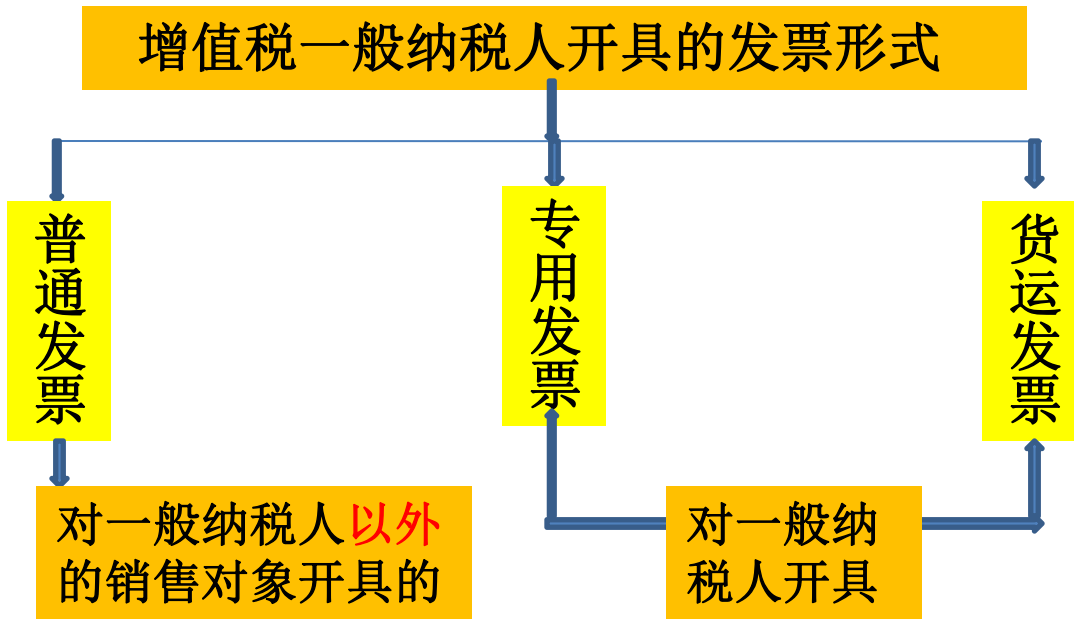 增值税一般纳税人开具的发票形式
普通发票
专用发票
货运发票
对一般纳税人以外
的销售对象开具的
对一般纳
税人开具